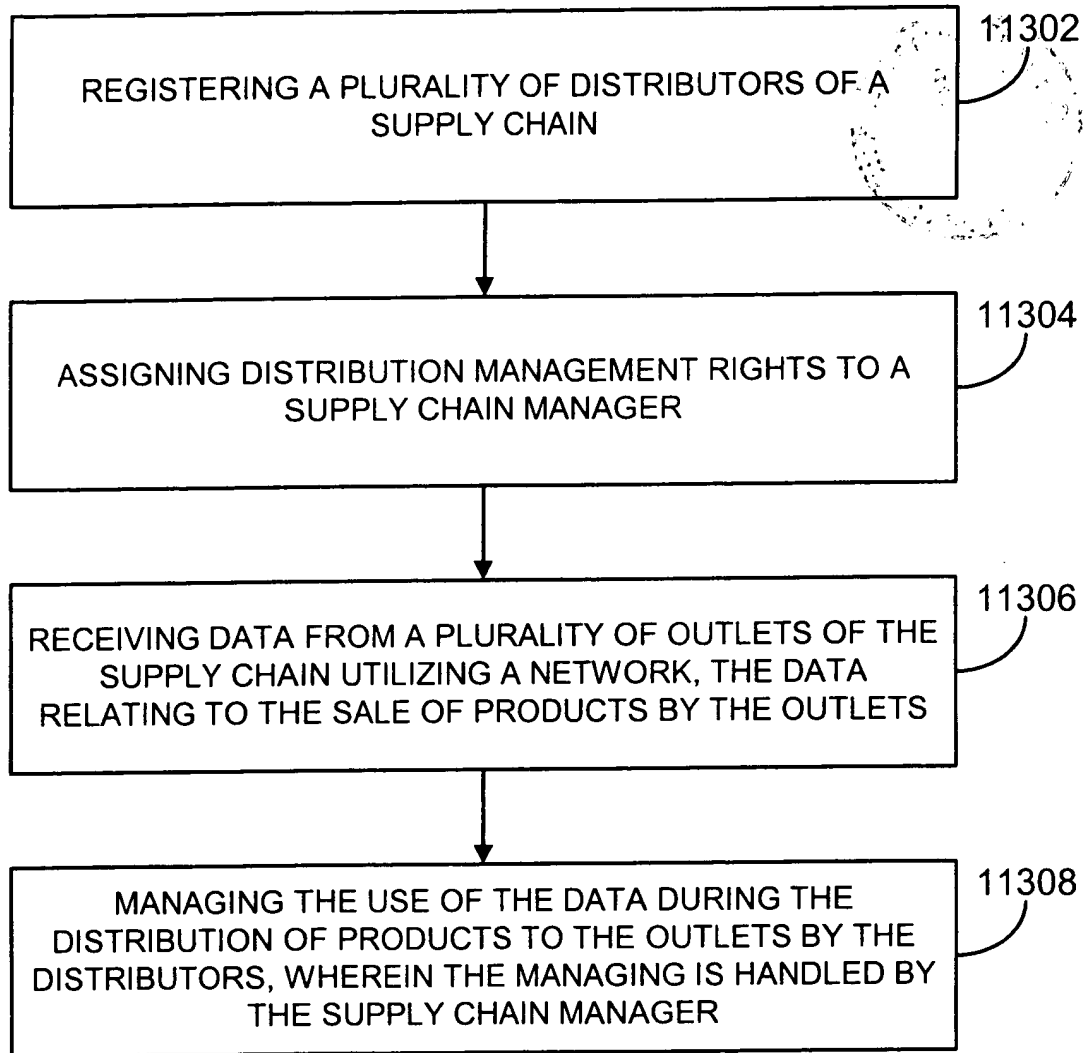 11302
REGISTERING A PLURALITY OF DISTRIBUTORS OF A
SUPPLY CHAIN
11304
ASSIGNING DISTRIBUTION MANAGEMENT RIGHTS TO A
SUPPLY CHAIN MANAGER
11306
RECEIVING DATA FROM A PLURALITY OF OUTLETS OF THE
SUPPLY CHAIN UTILIZING A NETWORK, THE DATA
RELATING TO THE SALE OF PRODUCTS BY THE OUTLETS
11308
MANAGING THE USE OF THE DATA DURING THE
DISTRIBUTION OF PRODUCTS TO THE OUTLETS BY THE
DISTRIBUTORS, WHEREIN THE MANAGING IS HANDLED BY
THE SUPPLY CHAIN MANAGER